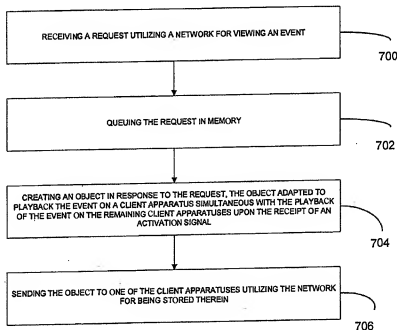 RECEIVING A REQUEST UTILIZING A NETWORK FOR VIEWING AN EVENT
700
QUEUING THE REQUEST IN MEMORY
702
CREATING AN OBJECT IN RESPONSE TO THE REQUEST, THE OBJECT ADAPTED TO
PLAYBACK THE EVENT ON A CLIENT APPARATUS SIMULTANEOUS WITH THE PLAYBACK
OF THE EVENT ON THE REMAINING CLIENT APPARATUSES UPON THE RECEIPT OF AN
ACTIVATION SIGNAL
704
SENDING THE OBJECT TO ONE OF THE CLIENT APPARATUSES UTILIZING THE NETWORK
FOR BEING STORED THEREIN
706